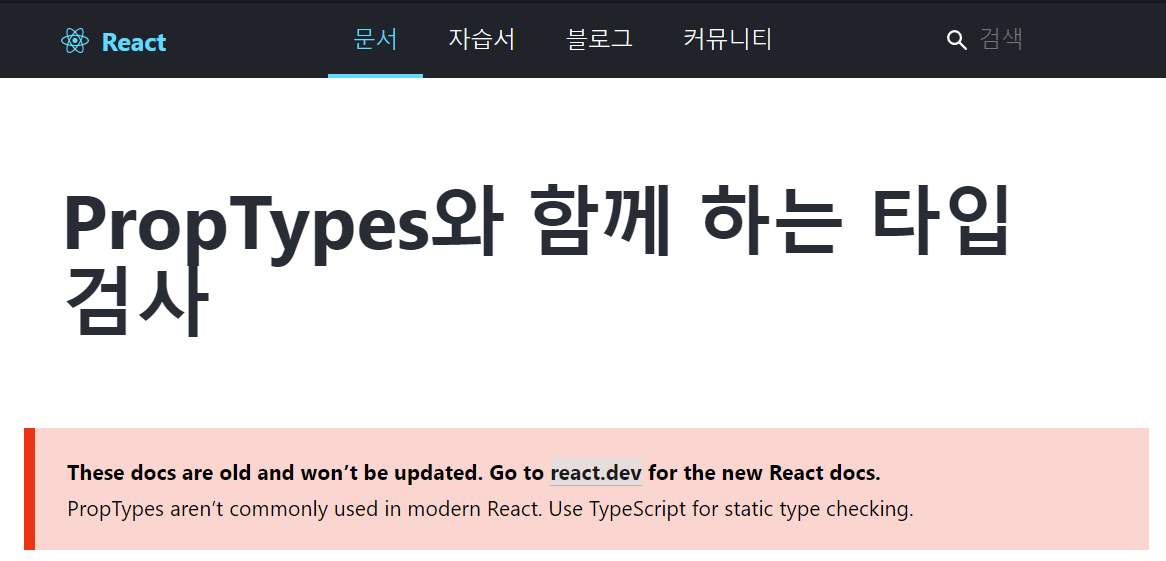 React 문서 자습서 블로그 커뮤니티 검색
PropTypes와 함께 하는 타입
검사
These docs are old and won’t be updated. Go to react.dev for the new React docs.
PropTypes aren’t commonly used in modern React. Use TypeScript for static type checking.